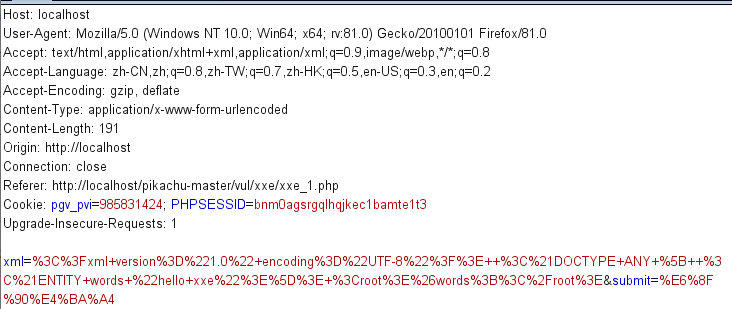 Host: localhost
User-Agent: Mozilla/5.0 (Windows NT 10.0; Win64; x64; rv:81.0) Gecko/20100101 Firefox/81.0
Accept: text/html,application/xhtml+xml,application/xml;q=0.9,image/webp,*/*;q=0.8
Accept-Language: zh-CN,zh;q=0.8,zh-TW;q=0.7,zh-HK;q=0.5,en-US;q=0.3,en;q=0.2
Accept-Encoding: gzip, deflate
Content-Type: application/x-www-form-urlencoded
Content-Length: 191
Origin: http://localhost
Connection: close
Referer: http://localhost/pikachu-master/vul/xxe/xxe_1.php
Cookie: pgv_pvi=985831424; PHPSESSID=bnm0agsrgqlhqjkec1bamte1t3
Upgrade-Insecure-Requests: 1
xml=%3C%3Fxml+version%3D%221.0%22+encoding%3D%22UTF-8%22%3F%3E++%3C%21DOCTYPE+ANY+%5B++%3
C%21ENTITY+words+%22hello+xxe%22%3E%5D%3E+%3Croot%3E%26words%3B%3C%2Froot%3E&submit=%E6%8F
%90%E4%BA%A4